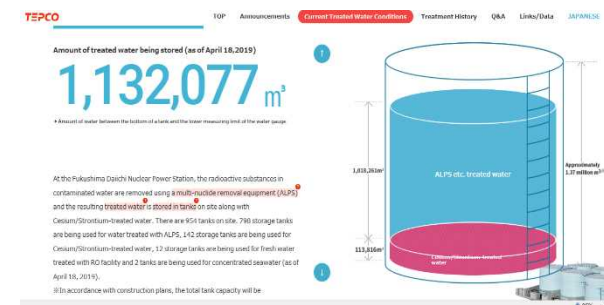 TEPCO
TOP Announcements Current Treated Water Conditions Treatment History Q&A Links/Data JAPANESE
Amount of treated water being stored (as of April 18,2019)
1,132,077 m³
* Amount of water between the bottom of a tank and the lower measuring limit of the water gauge
At the Fukushima Daiichi Nuclear Power Station, the radioactive substances in
contaminated water are removed using a multi-nuclide removal equipment (ALPS)
and the resulting treated water is stored in tanks on site along with
Cesium/Strontium-treated water. There are 954 tanks on site. 798 storage tanks
are being used for water treated with ALPS, 142 storage tanks are being used for
Cesium/Strontium-treated water, 12 storage tanks are being used for fresh water
treated with RO facility and 2 tanks are being used for concentrated seawater (as of
April 18, 2019).
※In accordance with construction plans, the total tank capacity will be
ALPS etc. treated water
Approximately
1.37 million m³
113,816m³
Cesium/Strontium treated
water